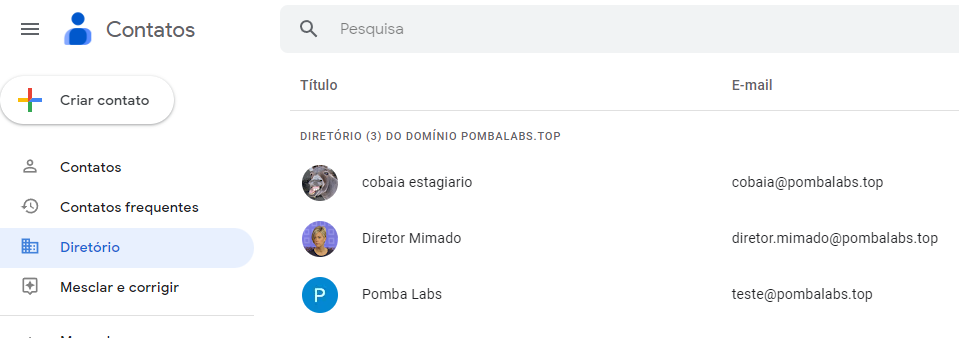 Contatos
Pesquisa
Criar contato
Título
E-mail
DIRETÓRIO (3) DO DOMÍNIO POMBALABS.TOP
Contatos
Contatos frequentes
Diretório
Mesclar e corrigir
cobaia estagiario cobaia@pombalabs.top
Diretor Mimado diretor.mimado@pombalabs.top
P
Pomba Labs teste@pombalabs.top